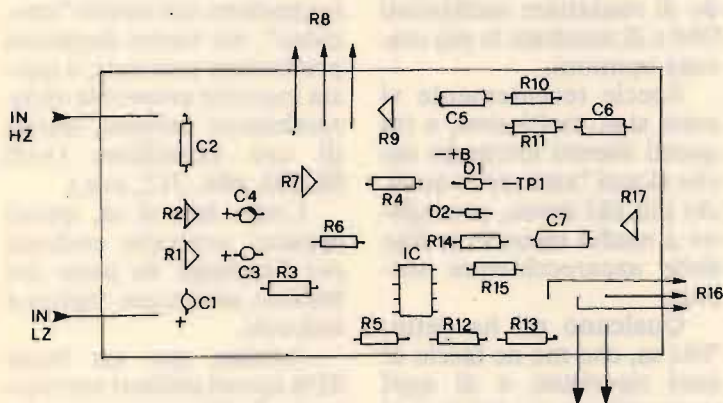 R8
R10
C5
C6
R11
IN
HZ
C2
R9
-+B
D1
-TP1
R7
R4
C4
R2
D2
R17
R6
R14
C7
R1
+
+
C3
R3
IC
R15
R16
C1
IN
LZ
+
R5
R12
R13